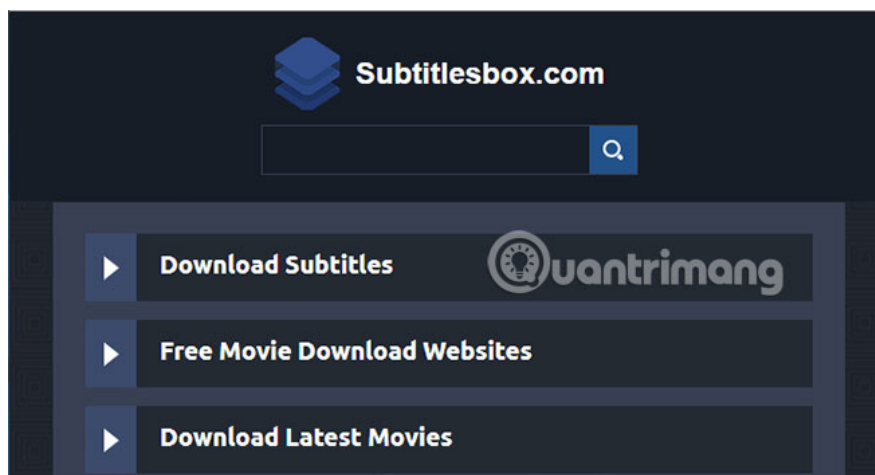 Subtitlesbox.com
Download Subtitles
Quantrimang
Free Movie Download Websites
Download Latest Movies